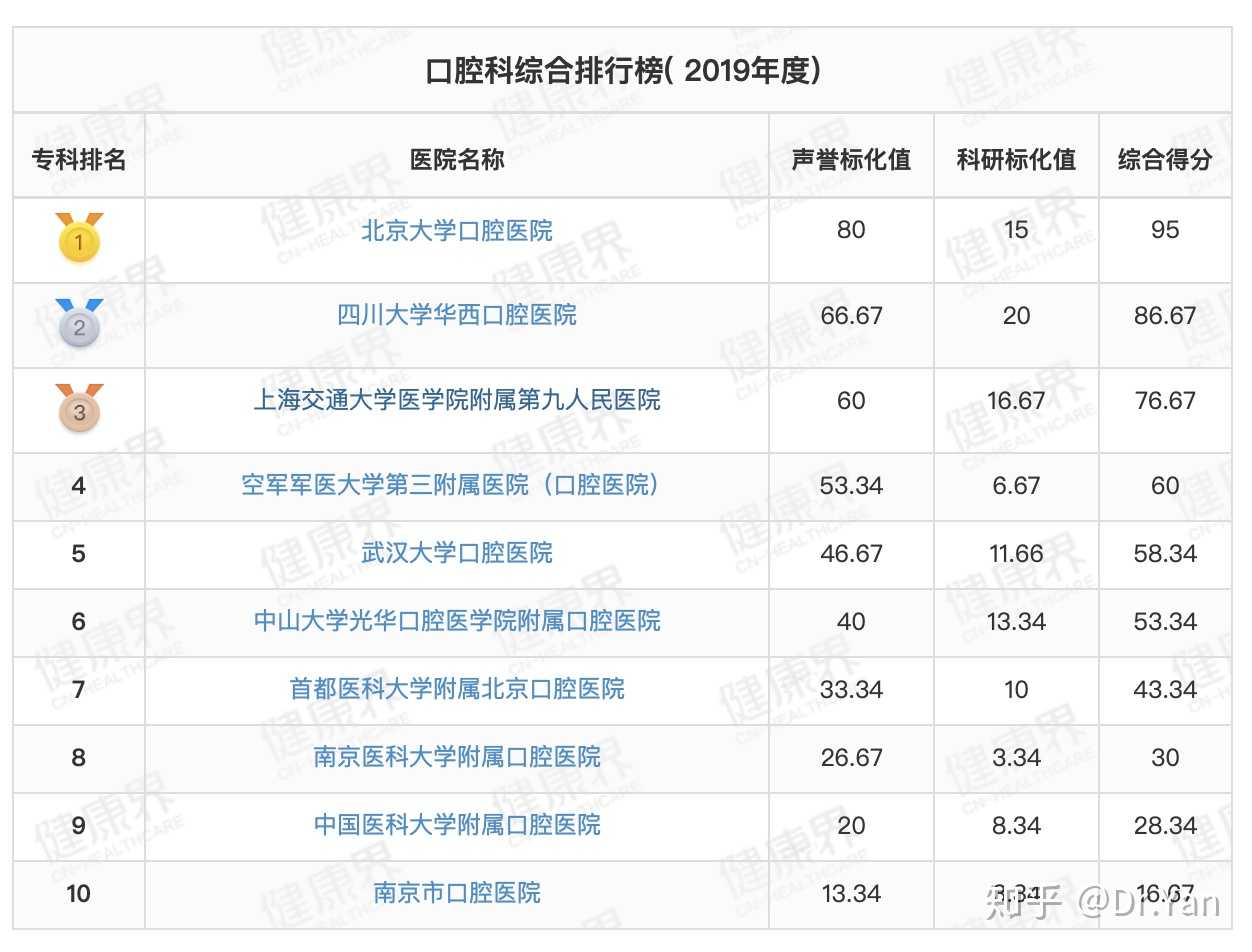 口腔科综合排行榜( 2019年度)
专科排名 医院名称 声誉标化值 科研标化值 综合得分
1 北京大学口腔医院 80 15 95
2 四川大学华西口腔医院 66.67 20 86.67
3 上海交通大学医学院附属第九人民医院 60 16.67 76.67
4 空军军医大学第三附属医院（口腔医院） 53.34 6.67 60
5 武汉大学口腔医院 46.67 11.66 58.34
6 中山大学光华口腔医学院附属口腔医院 40 13.34 53.34
7 首都医科大学附属北京口腔医院 33.34 10 43.34
8 南京医科大学附属口腔医院 26.67 3.34 30
9 中国医科大学附属口腔医院 20 8.34 28.34
10 南京市口腔医院 13.34 3.34 16.67
知乎 @Dr.ran
健康界
CN-HEALTHCARE